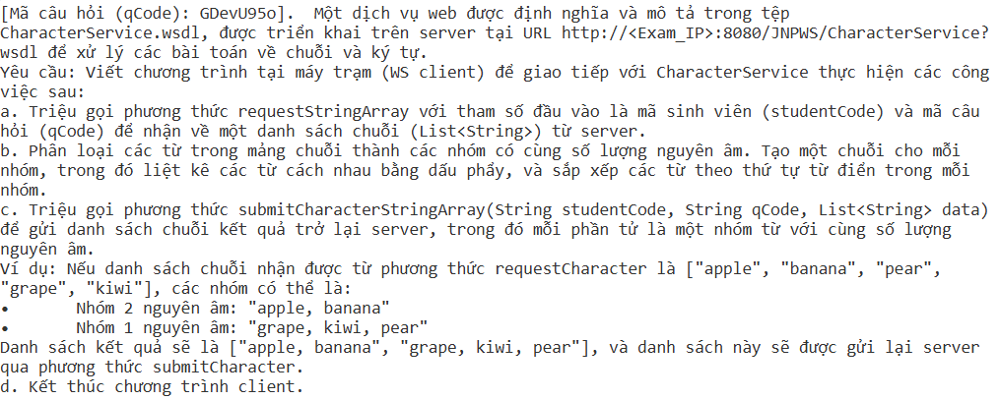 [Mã câu hỏi (qCode): GDevU95o].  Một dịch vụ web được định nghĩa và mô tả trong tệp
CharacterService.wsdl, được triển khai trên server tại URL http://<Exam_IP>:8080/JNPWS/CharacterService?
wsdl để xử lý các bài toán về chuỗi và ký tự.
Yêu cầu: Viết chương trình tại máy trạm (WS client) để giao tiếp với CharacterService thực hiện các công
việc sau:
a. Triệu gọi phương thức requestStringArray với tham số đầu vào là mã sinh viên (studentCode) và mã câu
hỏi (qCode) để nhận về một danh sách chuỗi (List<String>) từ server.
b. Phân loại các từ trong mảng chuỗi thành các nhóm có cùng số lượng nguyên âm. Tạo một chuỗi cho mỗi
nhóm, trong đó liệt kê các từ cách nhau bằng dấu phẩy, và sắp xếp các từ theo thứ tự từ điển trong mỗi
nhóm.
c. Triệu gọi phương thức submitCharacterStringArray(String studentCode, String qCode, List<String> data)
để gửi danh sách chuỗi kết quả trở lại server, trong đó mỗi phần tử là một nhóm từ với cùng số lượng
nguyên âm.
Ví dụ: Nếu danh sách chuỗi nhận được từ phương thức requestCharacter là ["apple", "banana", "pear",
"grape", "kiwi"], các nhóm có thể là:
•	Nhóm 2 nguyên âm: "apple, banana"
•	Nhóm 1 nguyên âm: "grape, kiwi, pear"
Danh sách kết quả sẽ là ["apple, banana", "grape, kiwi, pear"], và danh sách này sẽ được gửi lại server
qua phương thức submitCharacter.
d. Kết thúc chương trình client.